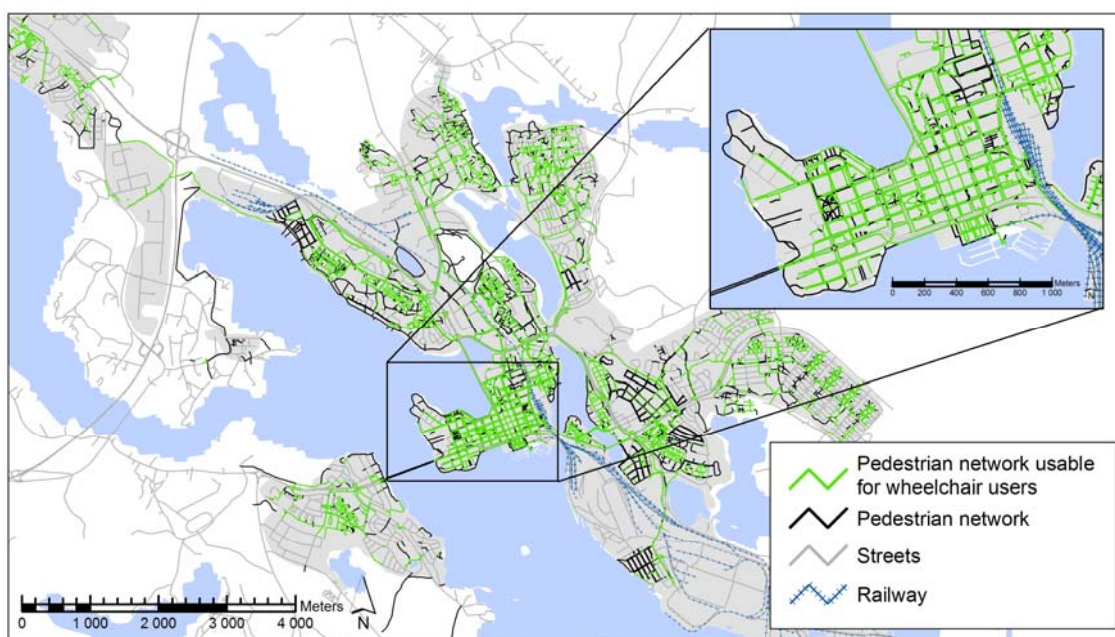 Meters
0 200 400 600 800 1 000
N
Pedestrian network usable
for wheelchair users
Pedestrian network
Streets
Railway
Meters
0 1 000 2 000 3 000 4 000
N